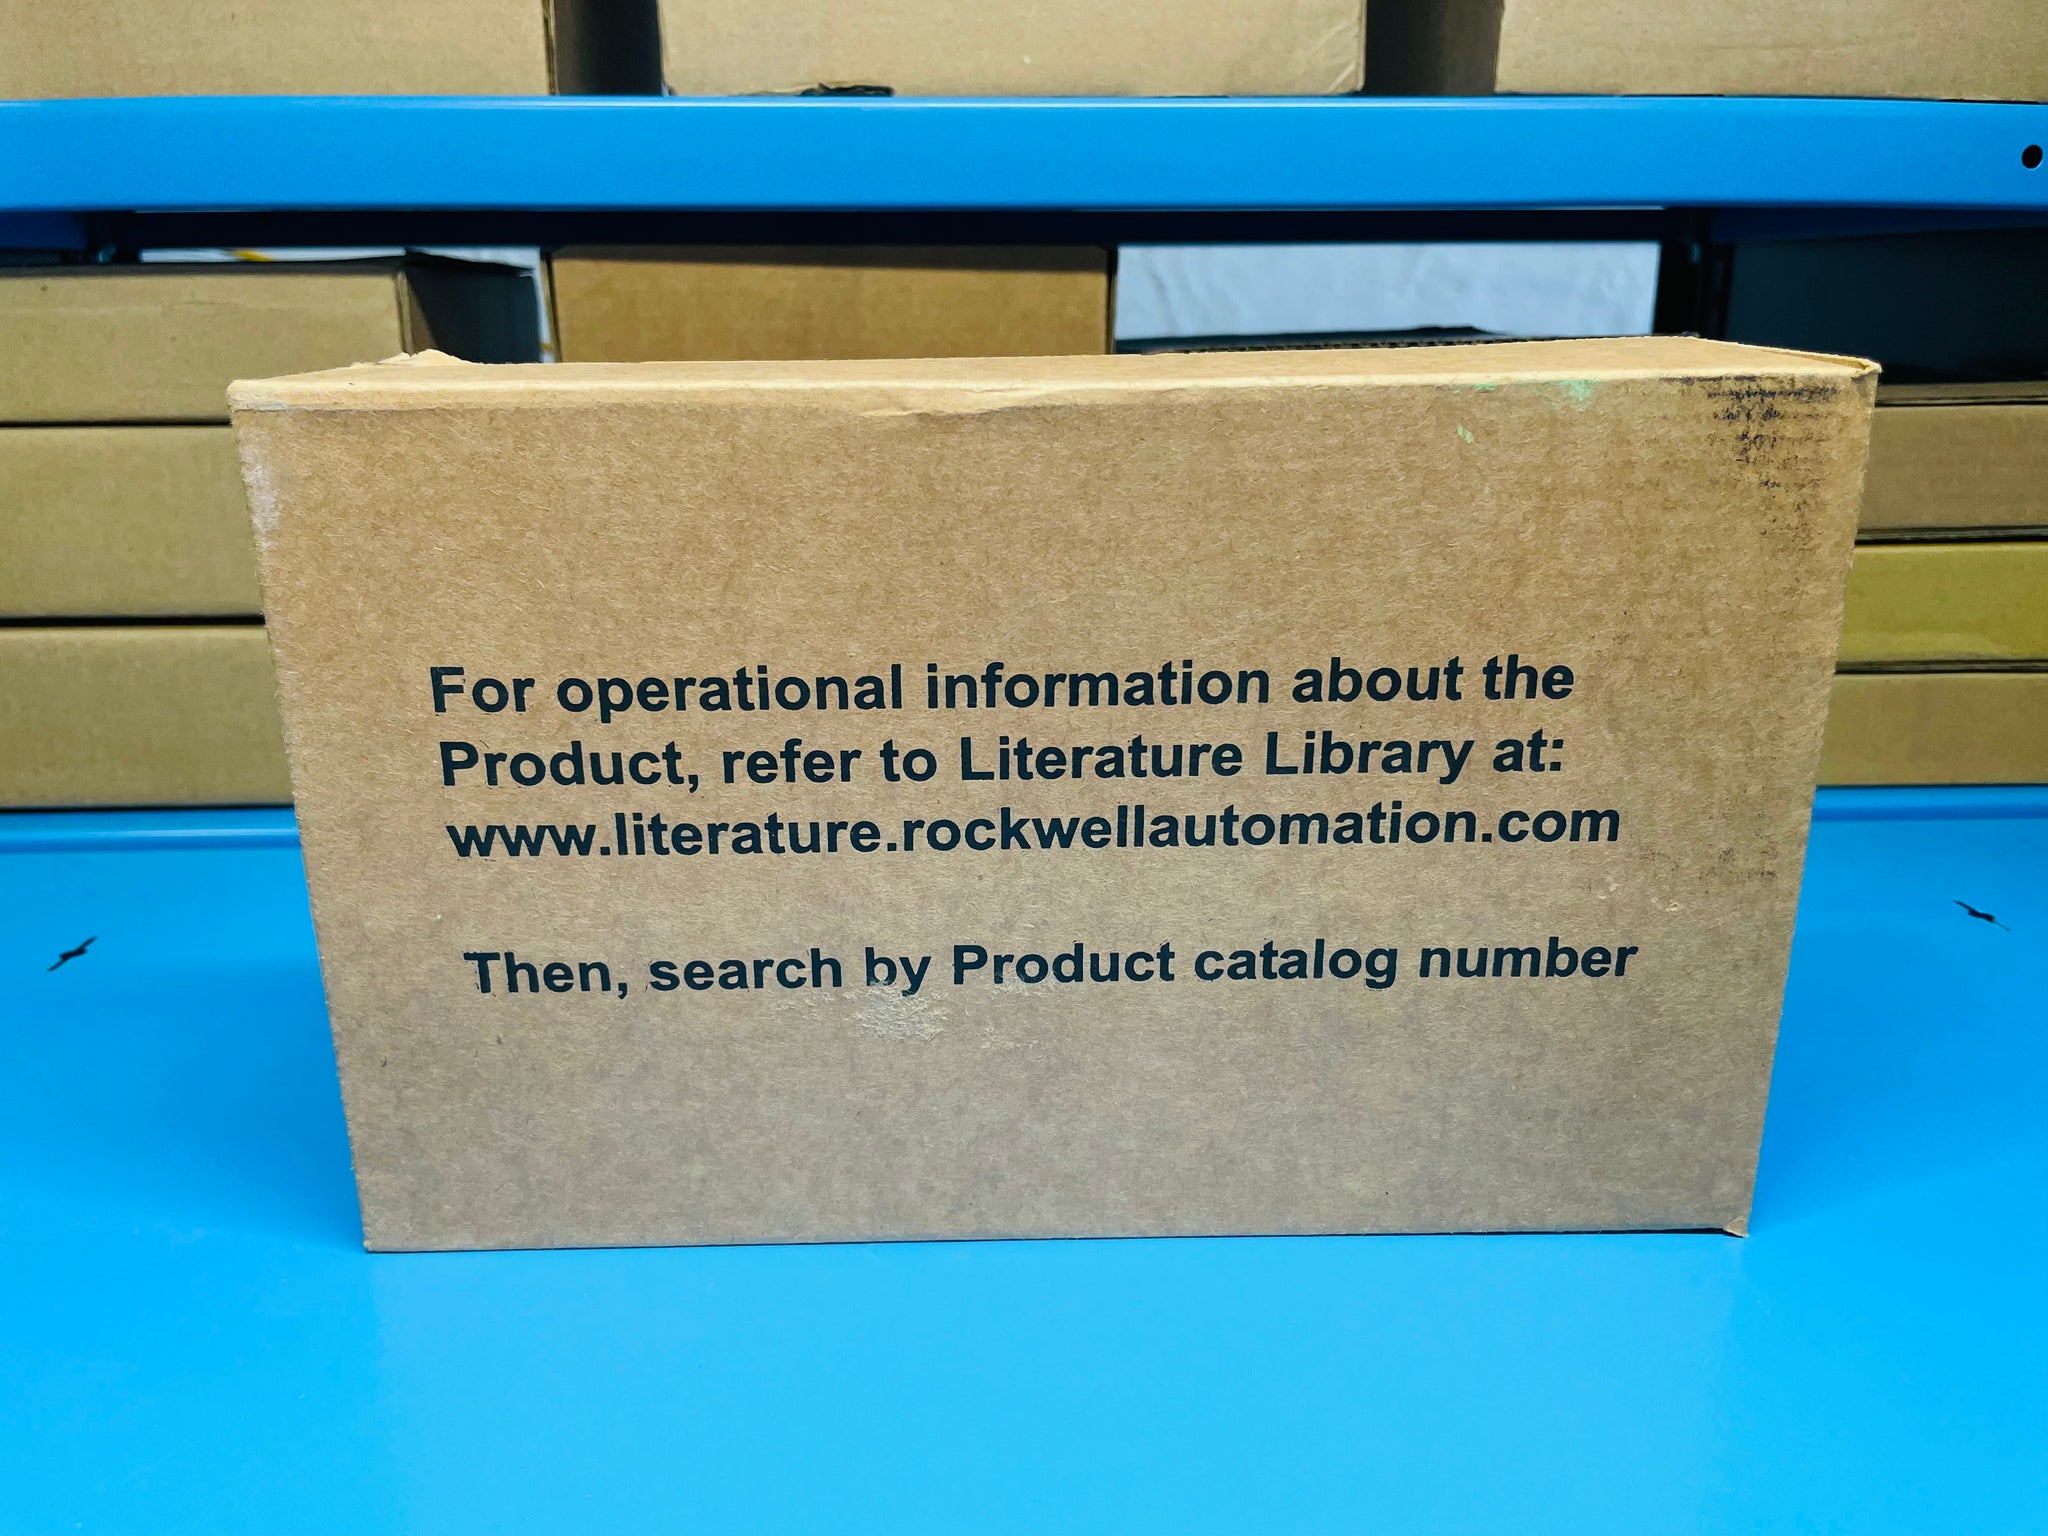 For operational information about the
Product, refer to Literature Library at:
www.literature.rockwellautomation.com
Then, search by Product catalog number